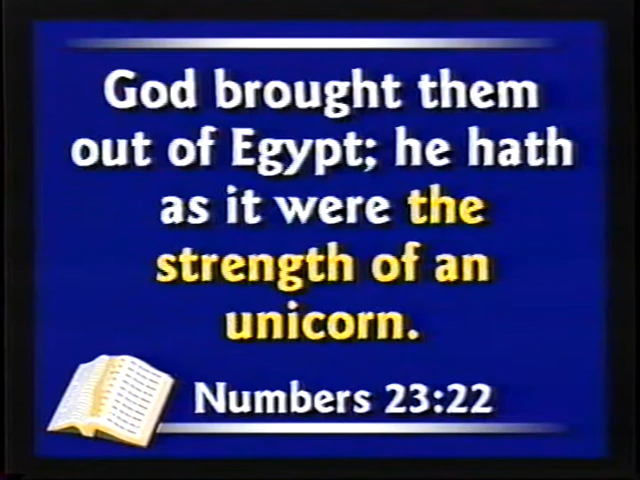 God brought them
out of Egypt; he hath
as it were the
strength of an
unicorn.
Numbers 23:22